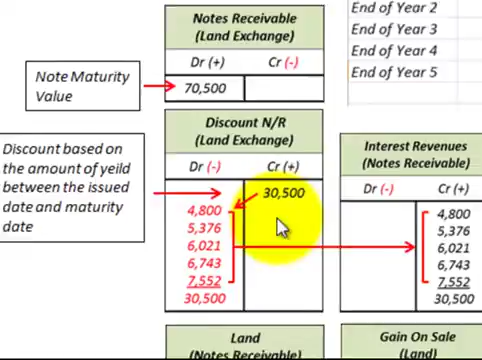 Notes Receivable
(Land Exchange)
Dr (+) Cr (-)
70,500
Note Maturity
Value
End of Year 2
End of Year 3
End of Year 4
End of Year 5
Discount N/R
(Land Exchange)
Dr (-) Cr (+)
30,500
4,800
5,376
6,021
6,743
7,552
30,500
Discount based on
the amount of yeild
between the issued
date and maturity
date
Interest Revenues
(Notes Receivable)
Dr (-) Cr (+)
4,800
5,376
6,021
6,743
7,552
30,500
Land
(Notes Receivable)
Gain On Sale
(Land)